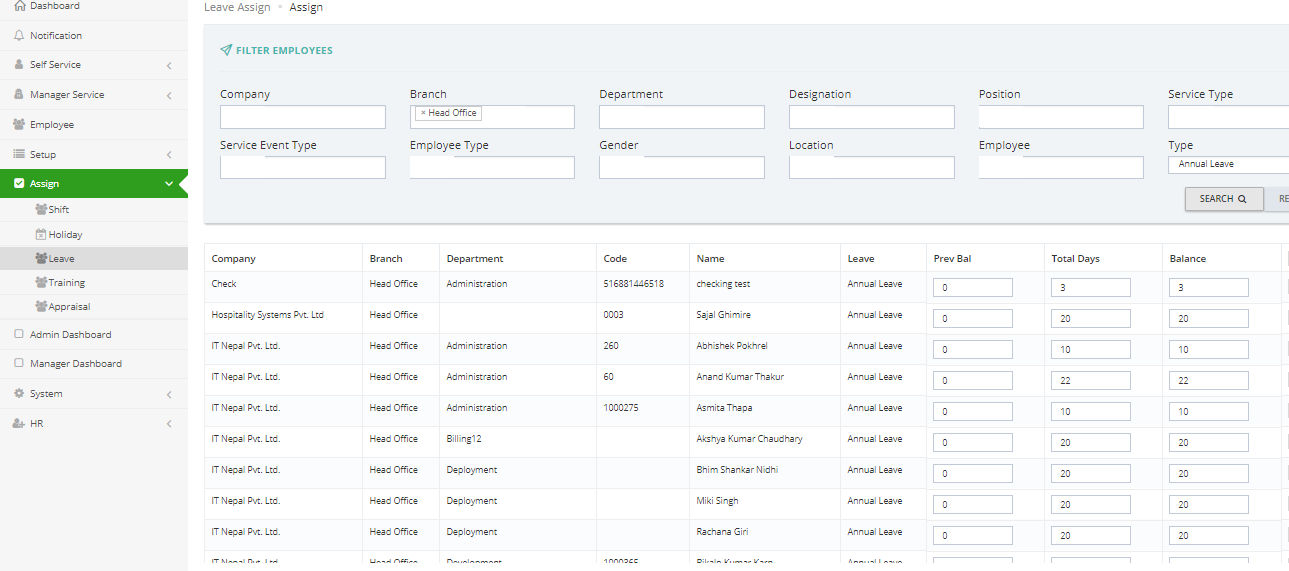 Dashboard
Notification
Self Service
Manager Service
Employee
Setup
Assign
Shift
Holiday
Leave
Training
Appraisal
Admin Dashboard
Manager Dashboard
System
HR
Leave Assign Assign
FILTER EMPLOYEES
Company Branch Department Designation Position Service Type
× Head Office
Service Event Type Employee Type Gender Location Employee Type
Annual Leave
SEARCH RE
Company Branch Department Code Name Leave Prev Bal Total Days Balance
Check Head Office Administration 516881446518 checking test Annual Leave 0 3 3
Hospitality Systems Pvt. Ltd Head Office 0003 Sajal Ghimire Annual Leave 0 20 20
IT Nepal Pvt. Ltd. Head Office Administration 260 Abhishek Pokhrel Annual Leave 0 10 10
IT Nepal Pvt. Ltd. Head Office Administration 60 Anand Kumar Thakur Annual Leave 0 22 22
IT Nepal Pvt. Ltd. Head Office Administration 1000275 Asmita Thapa Annual Leave 0 10 10
IT Nepal Pvt. Ltd. Head Office Billing12 Akshya Kumar Chaudhary Annual Leave 0 20 20
IT Nepal Pvt. Ltd. Head Office Deployment Bhim Shankar Nidhi Annual Leave 0 20 20
IT Nepal Pvt. Ltd. Head Office Deployment Miki Singh Annual Leave 0 20 20
IT Nepal Pvt. Ltd. Head Office Deployment Rachana Giri Annual Leave 0 20 20
IT Nepal Pvt. Ltd. Head Office Development 1000365 Bikalp Kumar Karn Annual Leave